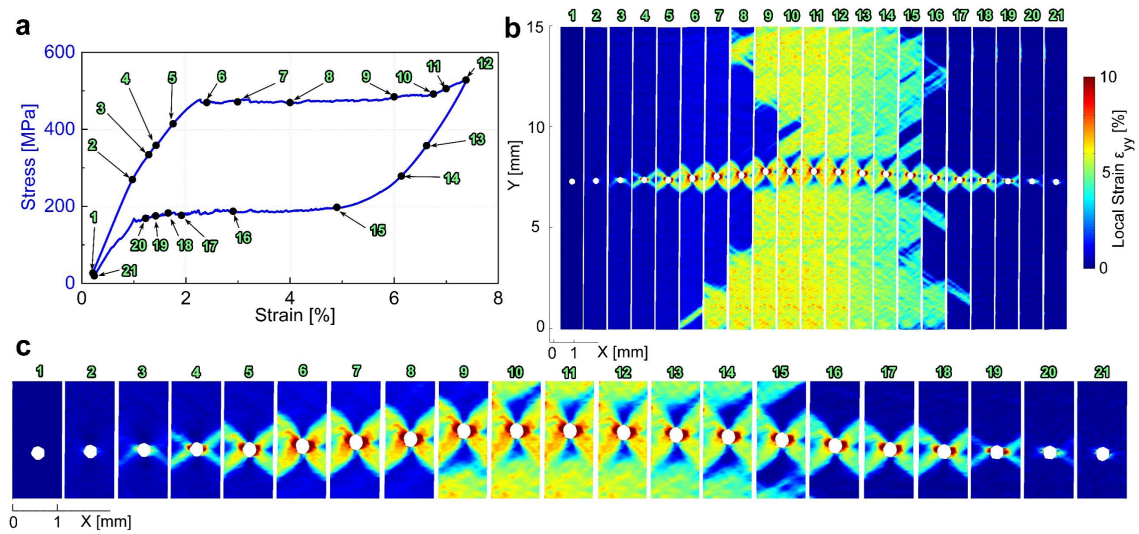 a
600
400
200
0
Stress [MPa]
0 2 4 6 8
Strain [%]
1 2 3 4 5 6 7 8 9 10 11 12 13 14 15 16 17 18 19 20 21
b
1 2 3 4 5 6 7 8 9 10 11 12 13 14 15 16 17 18 19 20 21
15
10
5
0
Y [mm]
0 1 X [mm]
10
0
Local Strain εyy [%]
c
1 2 3 4 5 6 7 8 9 10 11 12 13 14 15 16 17 18 19 20 21
0 1 X [mm]